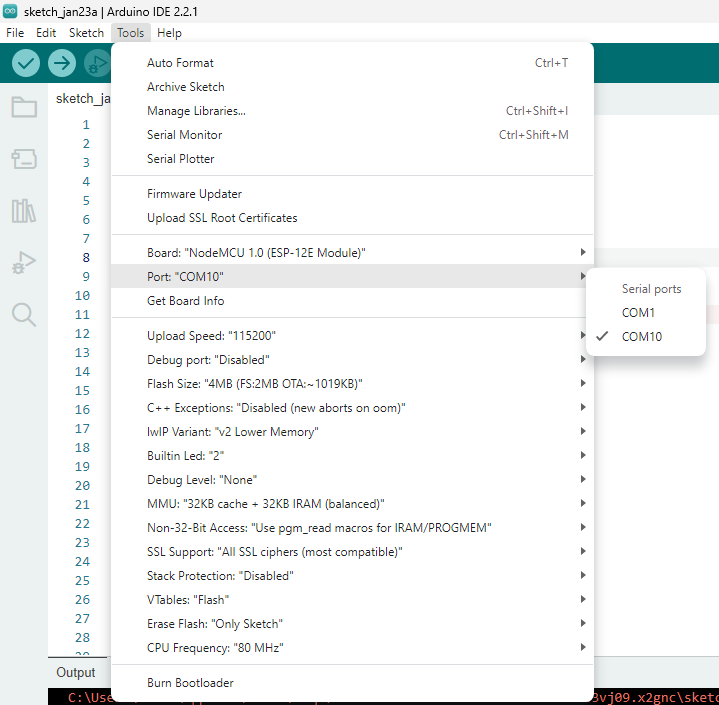 sketch_jan23a | Arduino IDE 2.2.1
File Edit Sketch Tools Help
sketch_ja
Auto Format Ctrl+T
Archive Sketch
Manage Libraries... Ctrl+Shift+I
Serial Monitor Ctrl+Shift+M
Serial Plotter
Firmware Updater
Upload SSL Root Certificates
Board: "NodeMCU 1.0 (ESP-12E Module)"
Port: "COM10"
Get Board Info
Upload Speed: "115200"
Debug port: "Disabled"
Flash Size: "4MB (FS:2MB OTA:~1019KB)"
C++ Exceptions: "Disabled (new aborts on oom)"
lwIP Variant: "v2 Lower Memory"
Builtin Led: "2"
Debug Level: "None"
MMU: "32KB cache + 32KB IRAM (balanced)"
Non-32-Bit Access: "Use pgm_read macros for IRAM/PROGMEM"
SSL Support: "All SSL ciphers (most compatible)"
Stack Protection: "Disabled"
VTables: "Flash"
Erase Flash: "Only Sketch"
CPU Frequency: "80 MHz"
Burn Bootloader
Serial ports
COM1
COM10
1
2
3
4
5
6
7
8
9
10
11
12
13
14
15
16
17
18
19
20
21
22
23
24
25
26
27
28
Output
C:\Use 3vj09.x2gnc\sketc